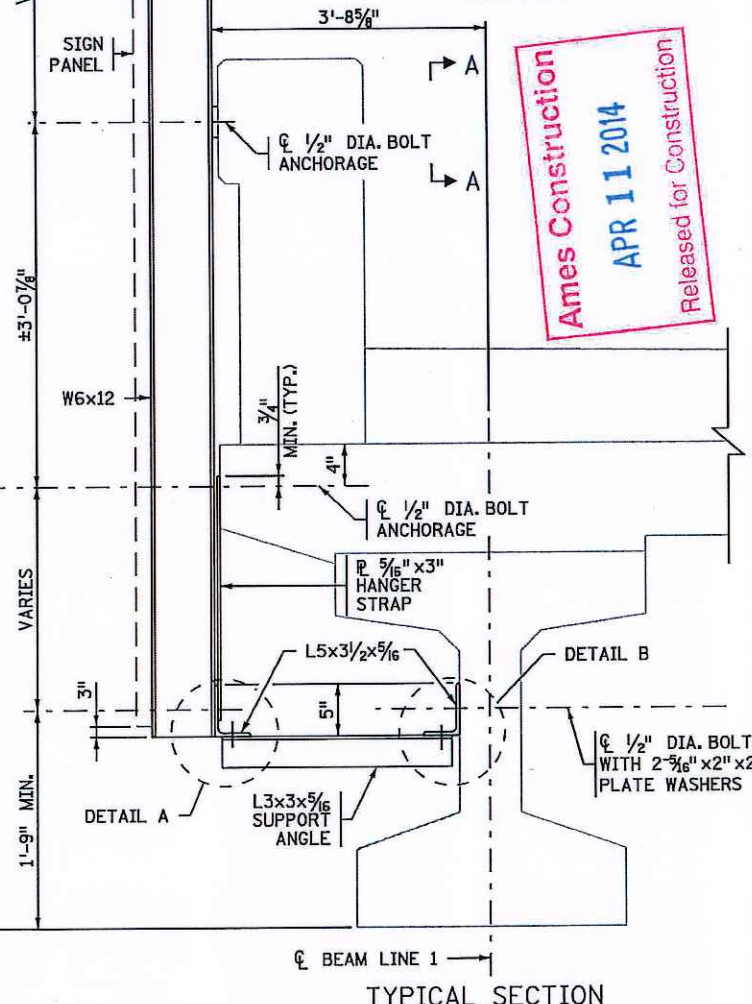 3'-8⅝"
SIGN
PANEL
A
℄ ½" DIA. BOLT
ANCHORAGE
A
Ames Construction
APR 11 2014
Released for Construction
±3'-0⅞"
W6x12
¾"
MIN. (TYP.)
4"
℄ ½" DIA. BOLT
ANCHORAGE
VARIES
℄ 5/16" x3"
HANGER
STRAP
L5x3½x5/16
DETAIL B
3"
5"
℄ ½" DIA. BOLT
WITH 2-5/16"x2"x2
PLATE WASHERS
DETAIL A
L3x3x5/16
SUPPORT
ANGLE
1'-9" MIN.
℄ BEAM LINE 1
TYPICAL SECTION